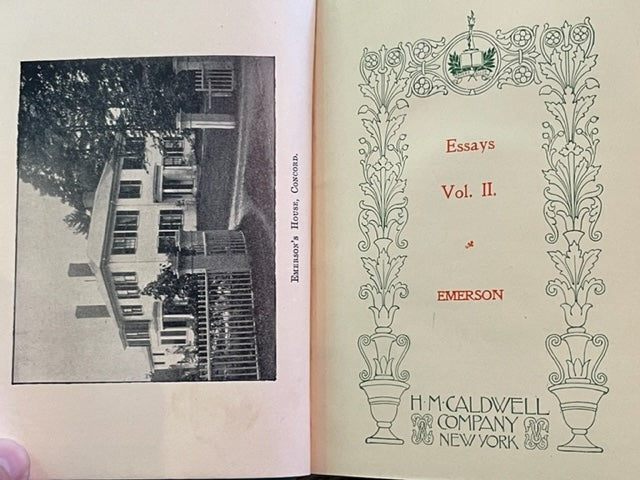 EMERSON'S HOUSE, CONCORD.
Essays
Vol. II.
EMERSON
H·M·CALDWELL
COMPANY
NEW YORK